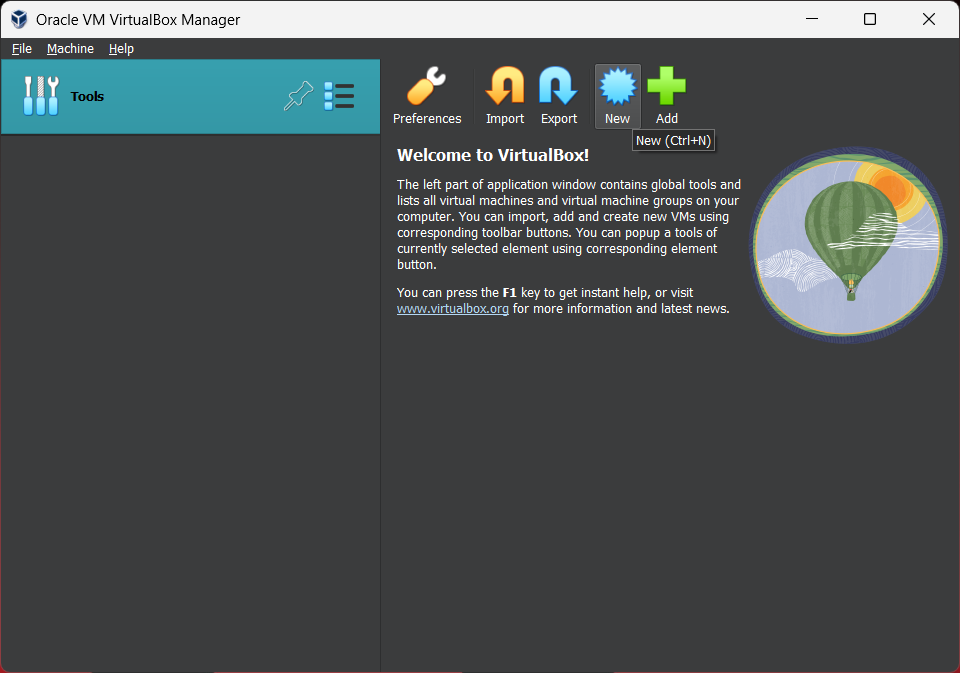 Oracle VM VirtualBox Manager
File Machine Help
Tools
Preferences Import Export New Add
New (Ctrl+N)
Welcome to VirtualBox!
The left part of application window contains global tools and
lists all virtual machines and virtual machine groups on your
computer. You can import, add and create new VMs using
corresponding toolbar buttons. You can popup a tools of
currently selected element using corresponding element
button.
You can press the F1 key to get instant help, or visit
www.virtualbox.org for more information and latest news.